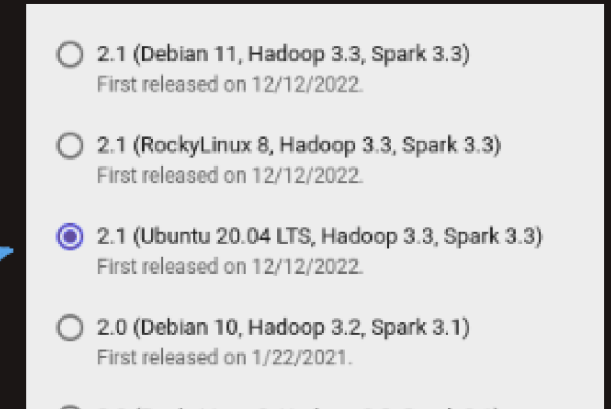 2.1 (Debian 11, Hadoop 3.3, Spark 3.3)
First released on 12/12/2022.
2.1 (RockyLinux 8, Hadoop 3.3, Spark 3.3)
First released on 12/12/2022.
2.1 (Ubuntu 20.04 LTS, Hadoop 3.3, Spark 3.3)
First released on 12/12/2022.
2.0 (Debian 10, Hadoop 3.2, Spark 3.1)
First released on 1/22/2021.